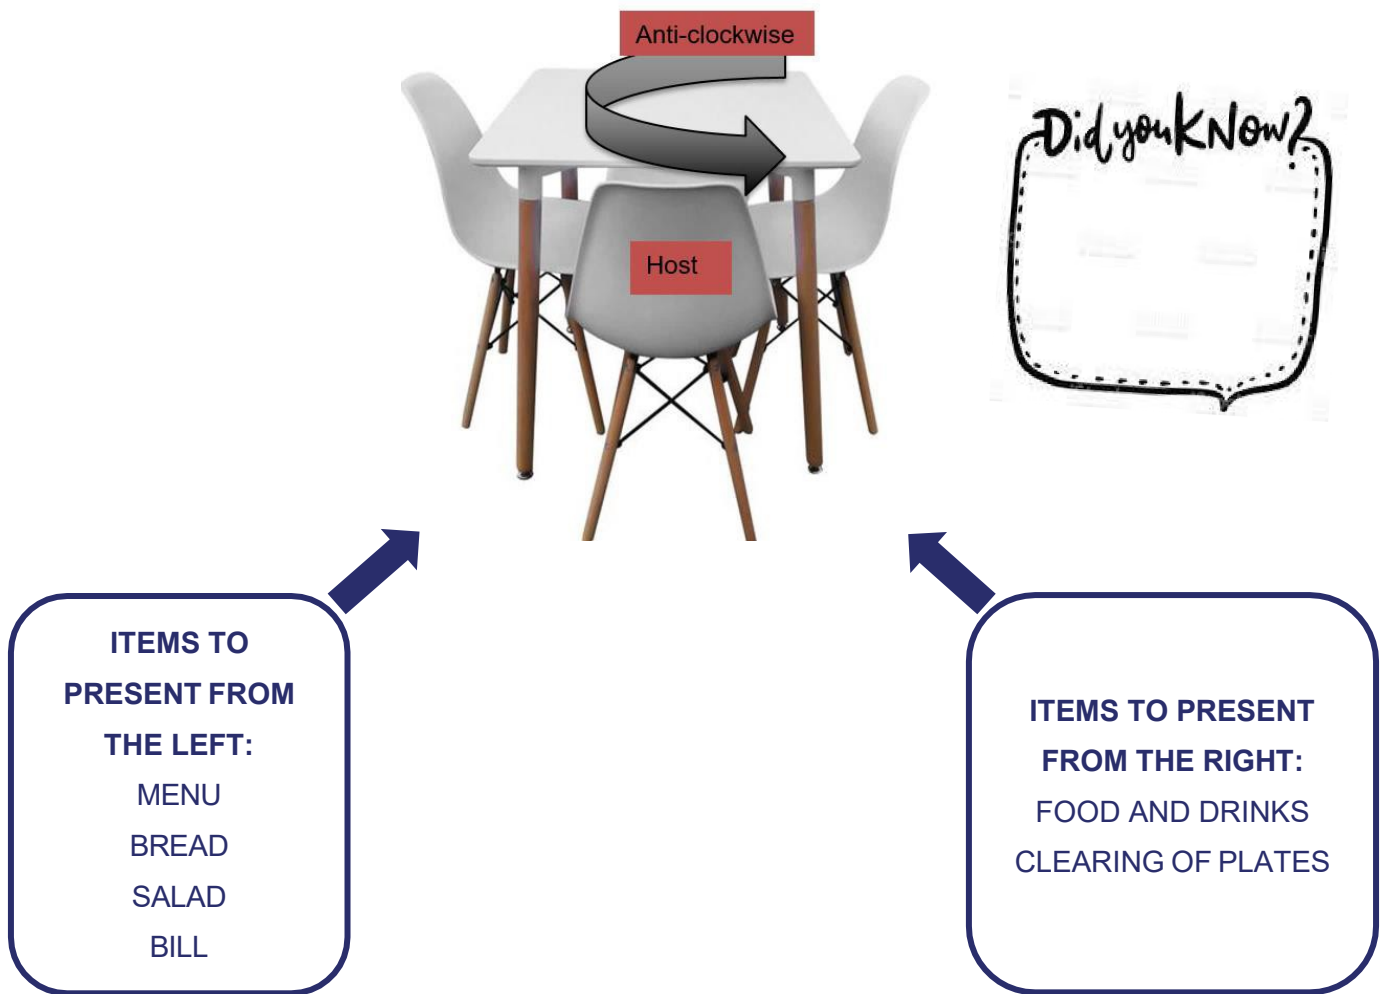 Anti-clockwise
Did you KNow?
Host
ITEMS TO
PRESENT FROM
THE LEFT:
MENU
BREAD
SALAD
BILL
ITEMS TO PRESENT
FROM THE RIGHT:
FOOD AND DRINKS
CLEARING OF PLATES